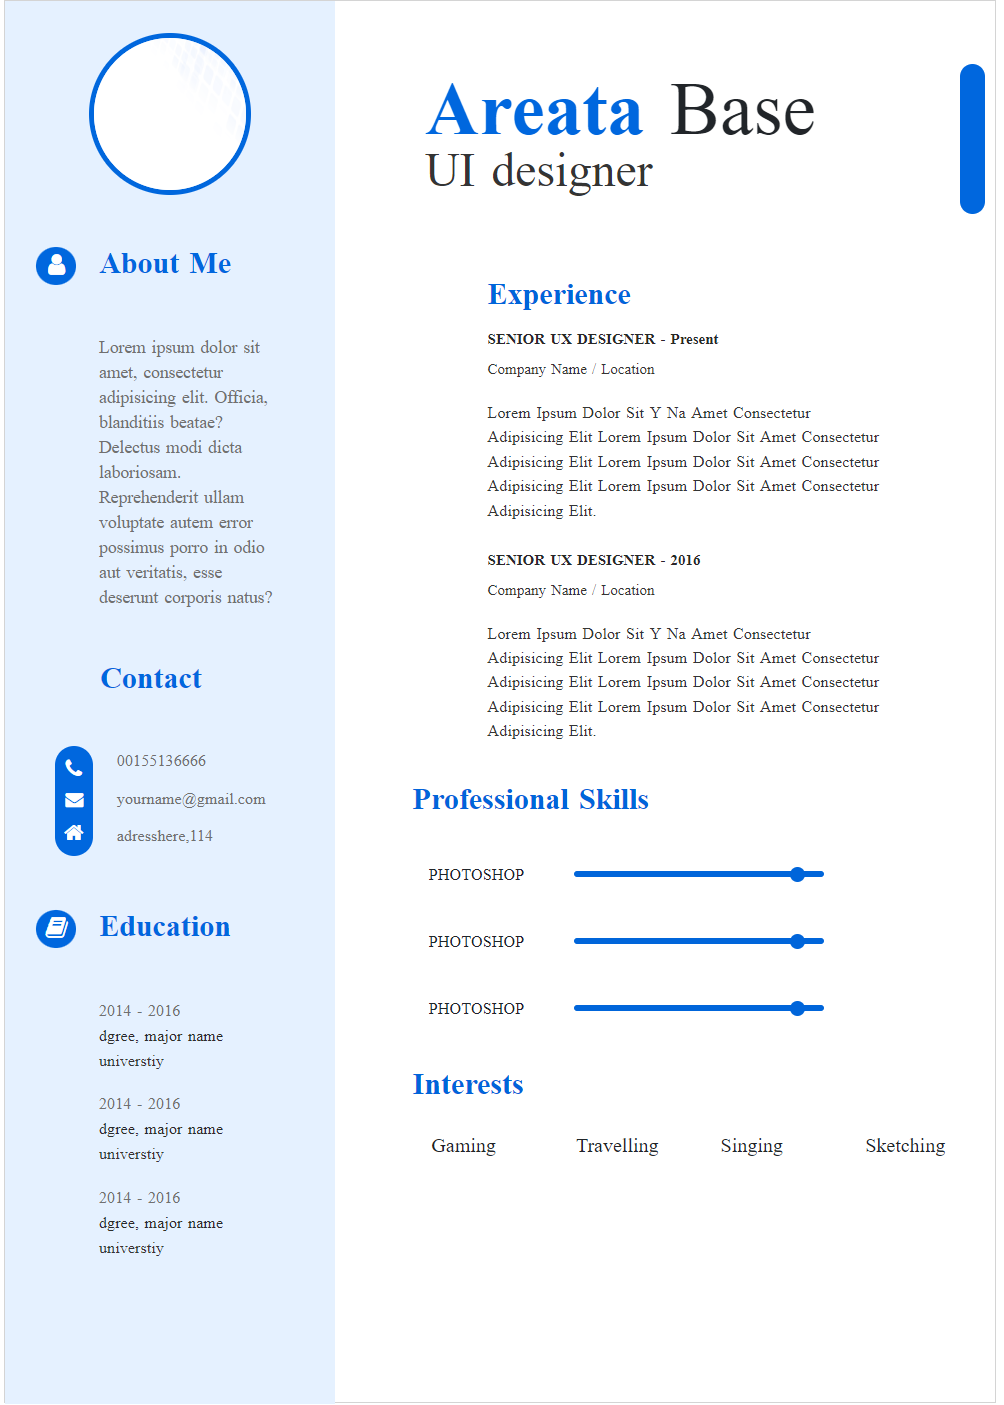 Areata Base
UI designer
About Me
Lorem ipsum dolor sit
amet, consectetur
adipisicing elit. Officia,
blanditiis beatae?
Delectus modi dicta
laboriosam.
Reprehenderit ullam
voluptate autem error
possimus porro in odio
aut veritatis, esse
deserunt corporis natus?
Contact
00155136666
yourname@gmail.com
adresshere,114
Education
2014 - 2016
dgree, major name
universtiy
2014 - 2016
dgree, major name
universtiy
2014 - 2016
dgree, major name
universtiy
Experience
SENIOR UX DESIGNER - Present
Company Name / Location
Lorem Ipsum Dolor Sit Y Na Amet Consectetur
Adipisicing Elit Lorem Ipsum Dolor Sit Amet Consectetur
Adipisicing Elit Lorem Ipsum Dolor Sit Amet Consectetur
Adipisicing Elit Lorem Ipsum Dolor Sit Amet Consectetur
Adipisicing Elit.
SENIOR UX DESIGNER - 2016
Company Name / Location
Lorem Ipsum Dolor Sit Y Na Amet Consectetur
Adipisicing Elit Lorem Ipsum Dolor Sit Amet Consectetur
Adipisicing Elit Lorem Ipsum Dolor Sit Amet Consectetur
Adipisicing Elit Lorem Ipsum Dolor Sit Amet Consectetur
Adipisicing Elit.
Professional Skills
PHOTOSHOP
PHOTOSHOP
PHOTOSHOP
Interests
Gaming Travelling Singing Sketching